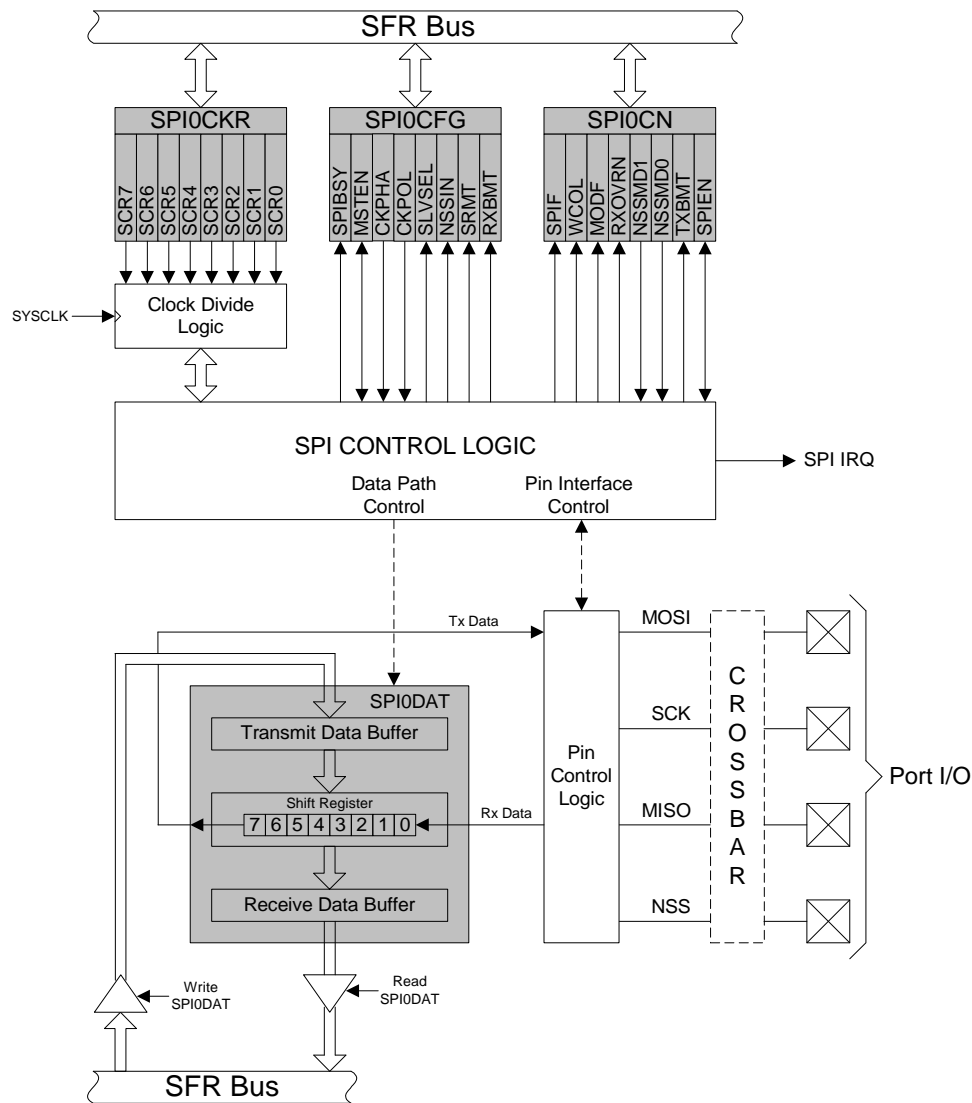 SFR Bus
SPI0CKR
SPI0CFG
SPI0CN
SCR7
SCR6
SCR5
SCR4
SCR3
SCR2
SCR1
SCR0
SPIBSY
MSTEN
CKPHA
CKPOL
SLVSEL
NSSIN
SRMT
RXBMT
SPIF
WCOL
MODF
RXOVRN
NSSMD1
NSSMD0
TXBMT
SPIEN
SYSCLK
Clock Divide
Logic
SPI CONTROL LOGIC
SPI IRQ
Data Path
Control
Pin Interface
Control
Tx Data
MOSI
SPI0DAT
Transmit Data Buffer
SCK
Shift Register
7 6 5 4 3 2 1 0
Rx Data
Pin
Control
Logic
MISO
CROSSBAR
Port I/O
Receive Data Buffer
NSS
Write
SPI0DAT
Read
SPI0DAT
SFR Bus